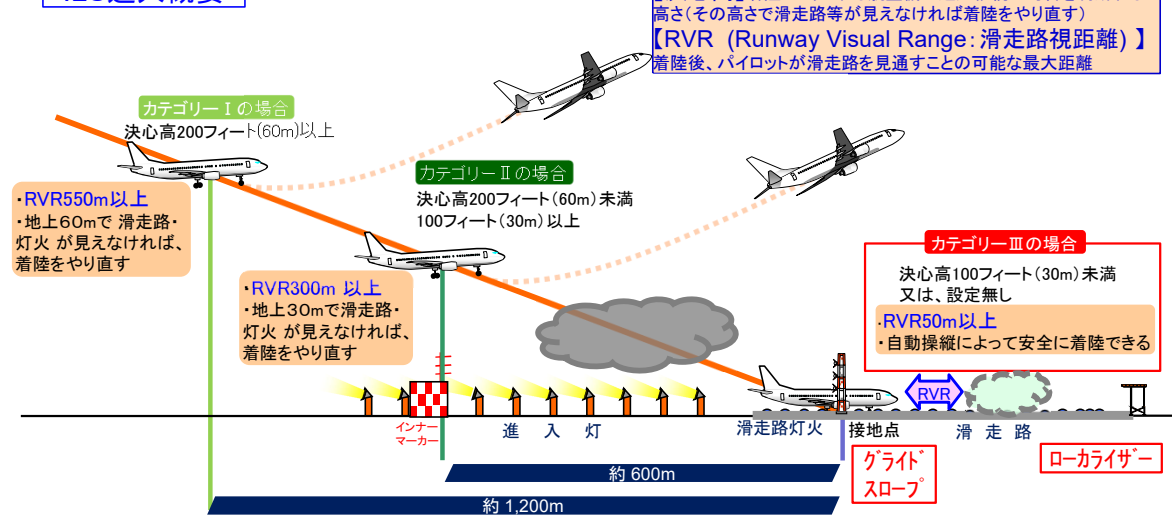 高さ(その高さで滑走路等が見えなければ着陸をやり直す)
【RVR (Runway Visual Range:滑走路視距離) 】
着陸後、パイロットが滑走路を見通すことの可能な最大距離
カテゴリーⅠの場合
決心高200フィート(60m)以上
・RVR550m以上
・地上60mで 滑走路・
灯火 が見えなければ、
着陸をやり直す
カテゴリーⅡの場合
決心高200フィート(60m)未満
100フィート(30m)以上
・RVR300m 以上
・地上30mで滑走路・
灯火 が見えなければ、
着陸をやり直す
カテゴリーⅢの場合
決心高100フィート(30m)未満
又は、設定無し
・RVR50m以上
・自動操縦によって安全に着陸できる
RVR
インナー
マーカー
進 入 灯
滑走路灯火
接地点
滑 走 路
グライド
スロープ
ローカライザー
約 600m
約 1,200m